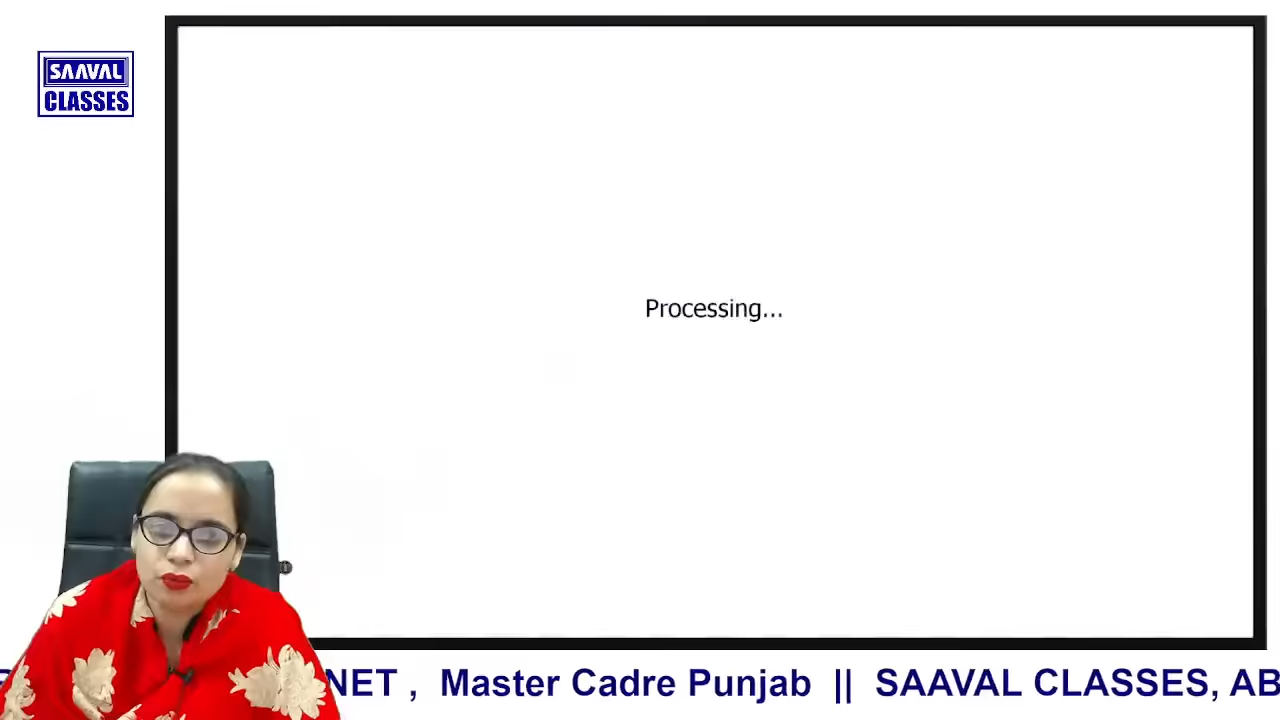 SAAVAL
CLASSES
Processing...
NET , Master Cadre Punjab || SAAVAL CLASSES, AB